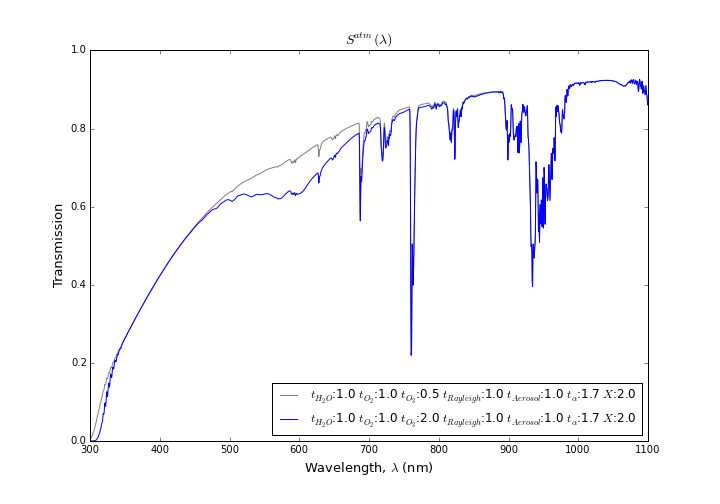 S^{atm}(λ)
1.0
0.8
0.6
0.4
0.2
0.0
Transmission
t_{H_2O}:1.0 t_{O_2}:1.0 t_{O_3}:0.5 t_{Rayleigh}:1.0 t_{Aerosol}:1.0 t_α:1.7 X:2.0
t_{H_2O}:1.0 t_{O_2}:1.0 t_{O_3}:2.0 t_{Rayleigh}:1.0 t_{Aerosol}:1.0 t_α:1.7 X:2.0
300 400 500 600 700 800 900 1000 1100
Wavelength, λ (nm)